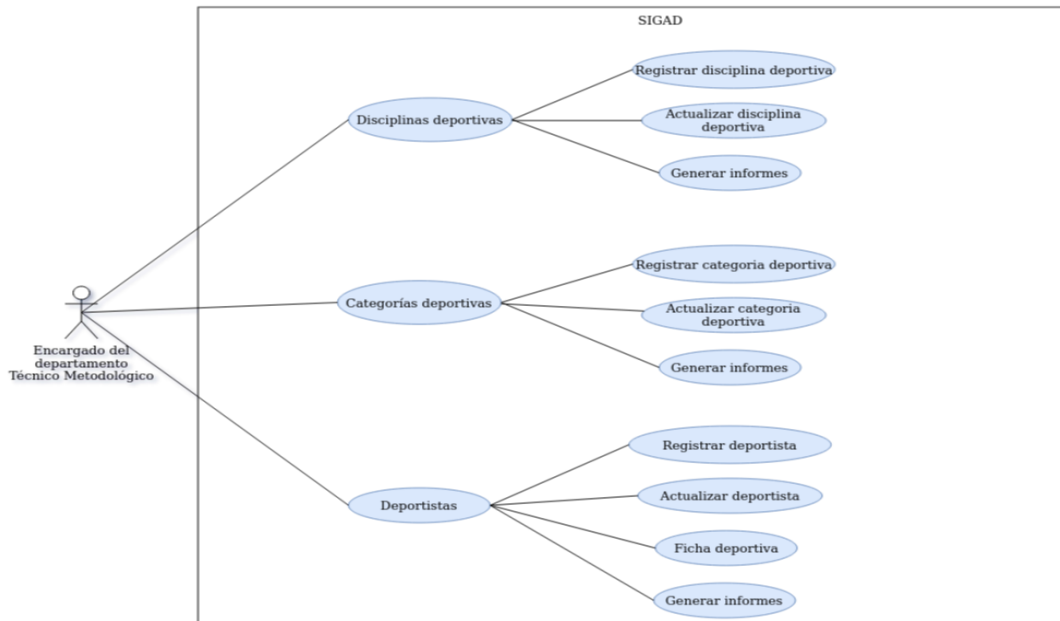 SIGAD
Registrar disciplina deportiva
Disciplinas deportivas
Actualizar disciplina
deportiva
Generar informes
Registrar categoria deportiva
Categorías deportivas
Actualizar categoria
deportiva
Generar informes
Encargado del
departamento
Técnico Metodológico
Registrar deportista
Actualizar deportista
Deportistas
Ficha deportiva
Generar informes